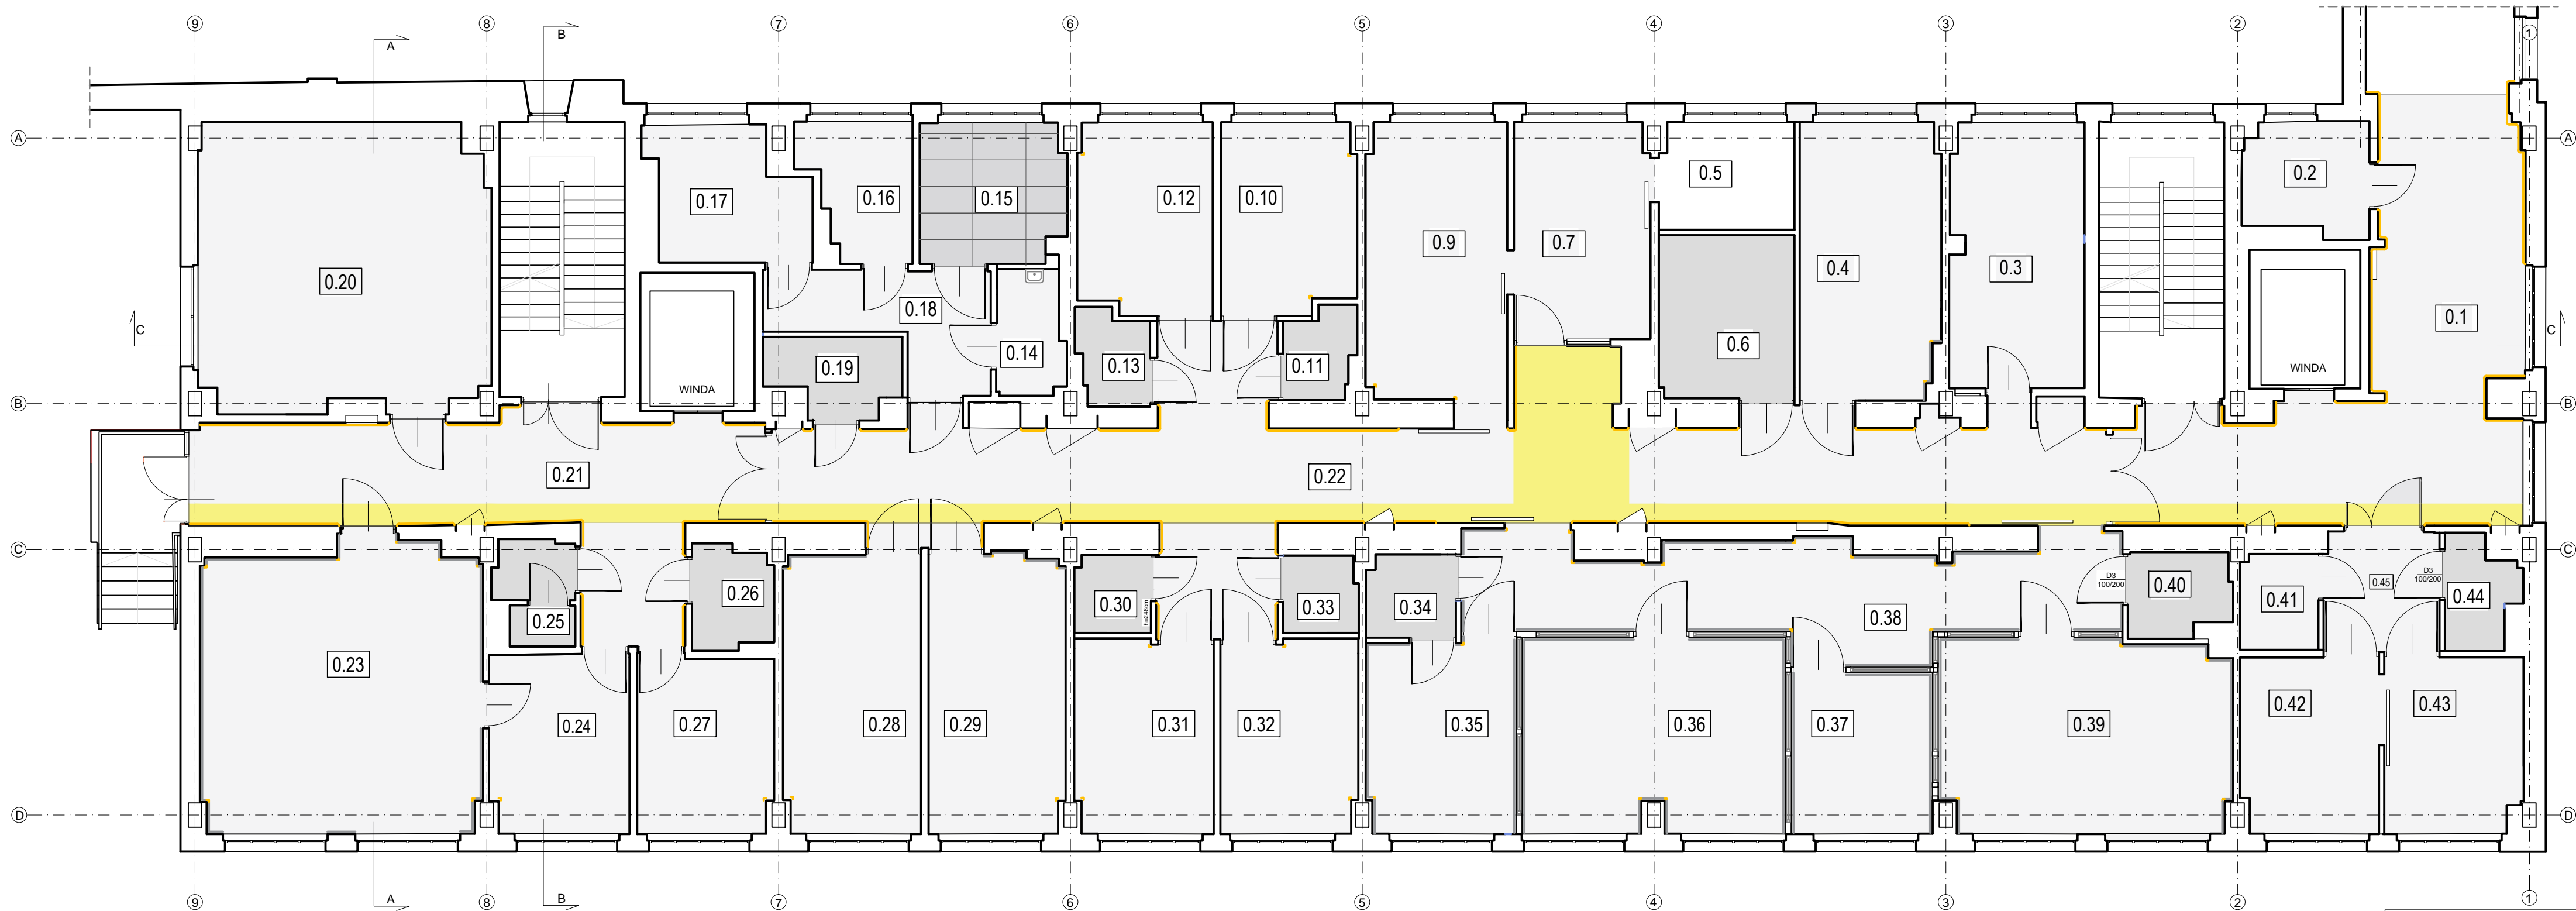 9 8 7 6 5 4 3 2 1
A B
A A
0.17 0.16 0.15 0.12 0.10 0.5 0.2
0.20 0.9 0.7 0.4 0.3
0.18 0.14 0.13 0.11 0.6 0.1
C C
0.19
WINDA WINDA
B B
0.21 0.22
C C
D3
100/200
D3
100/200
0.25 0.26 0.30 0.33 0.34 0.38 0.40 0.41 0.45 0.44
h=246cm
0.23 0.24 0.27 0.28 0.29 0.31 0.32 0.35 0.36 0.37 0.39 0.42 0.43
D D
A B
9 8 7 6 5 4 3 2 1